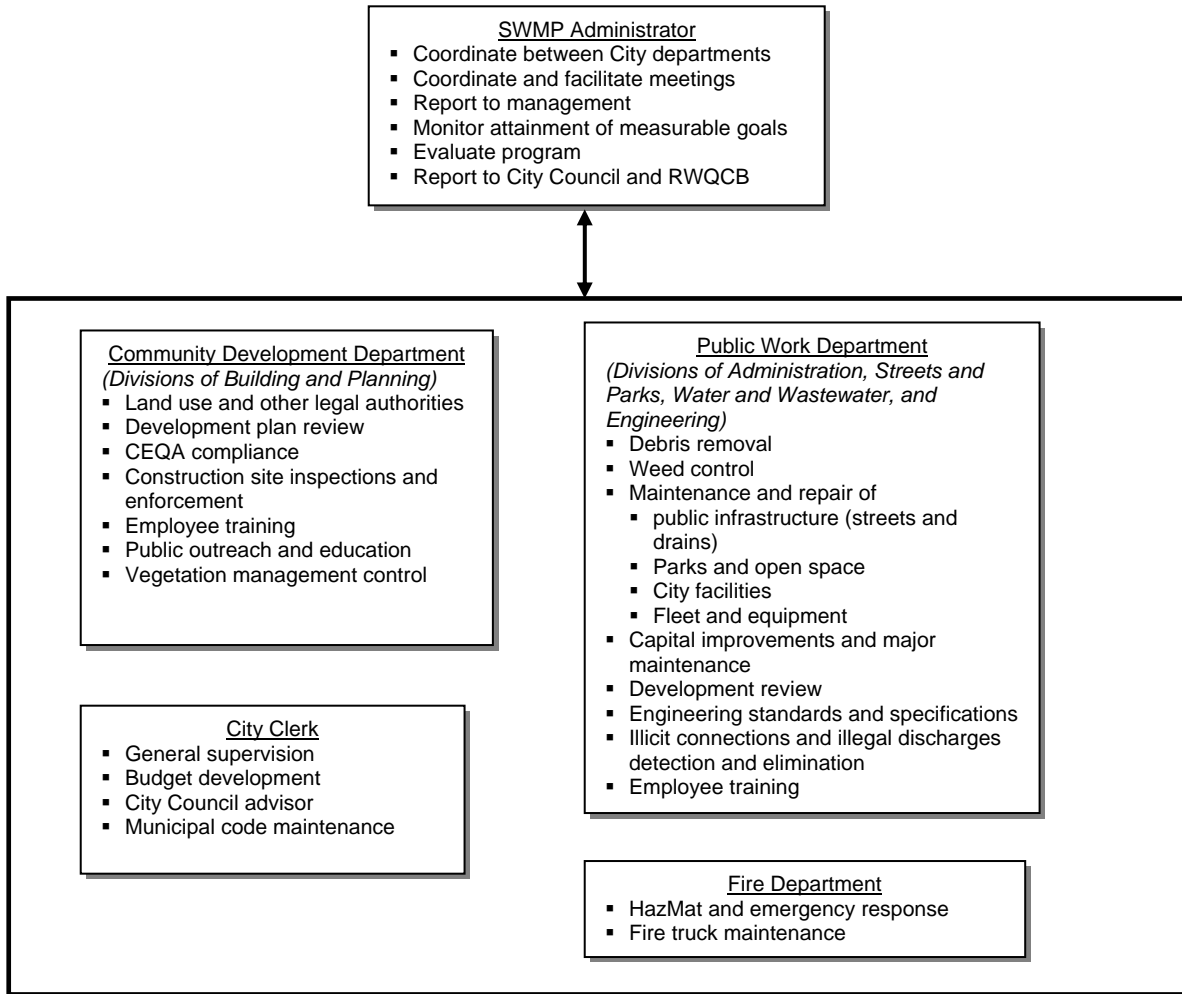 SWMP Administrator
▪ Coordinate between City departments
▪ Coordinate and facilitate meetings
▪ Report to management
▪ Monitor attainment of measurable goals
▪ Evaluate program
▪ Report to City Council and RWQCB
Community Development Department
(Divisions of Building and Planning)
▪ Land use and other legal authorities
▪ Development plan review
▪ CEQA compliance
▪ Construction site inspections and
enforcement
▪ Employee training
▪ Public outreach and education
▪ Vegetation management control
Public Work Department
(Divisions of Administration, Streets and
Parks, Water and Wastewater, and
Engineering)
▪ Debris removal
▪ Weed control
▪ Maintenance and repair of
▪ public infrastructure (streets and
drains)
▪ Parks and open space
▪ City facilities
▪ Fleet and equipment
▪ Capital improvements and major
maintenance
▪ Development review
▪ Engineering standards and specifications
▪ Illicit connections and illegal discharges
detection and elimination
▪ Employee training
City Clerk
▪ General supervision
▪ Budget development
▪ City Council advisor
▪ Municipal code maintenance
Fire Department
▪ HazMat and emergency response
▪ Fire truck maintenance